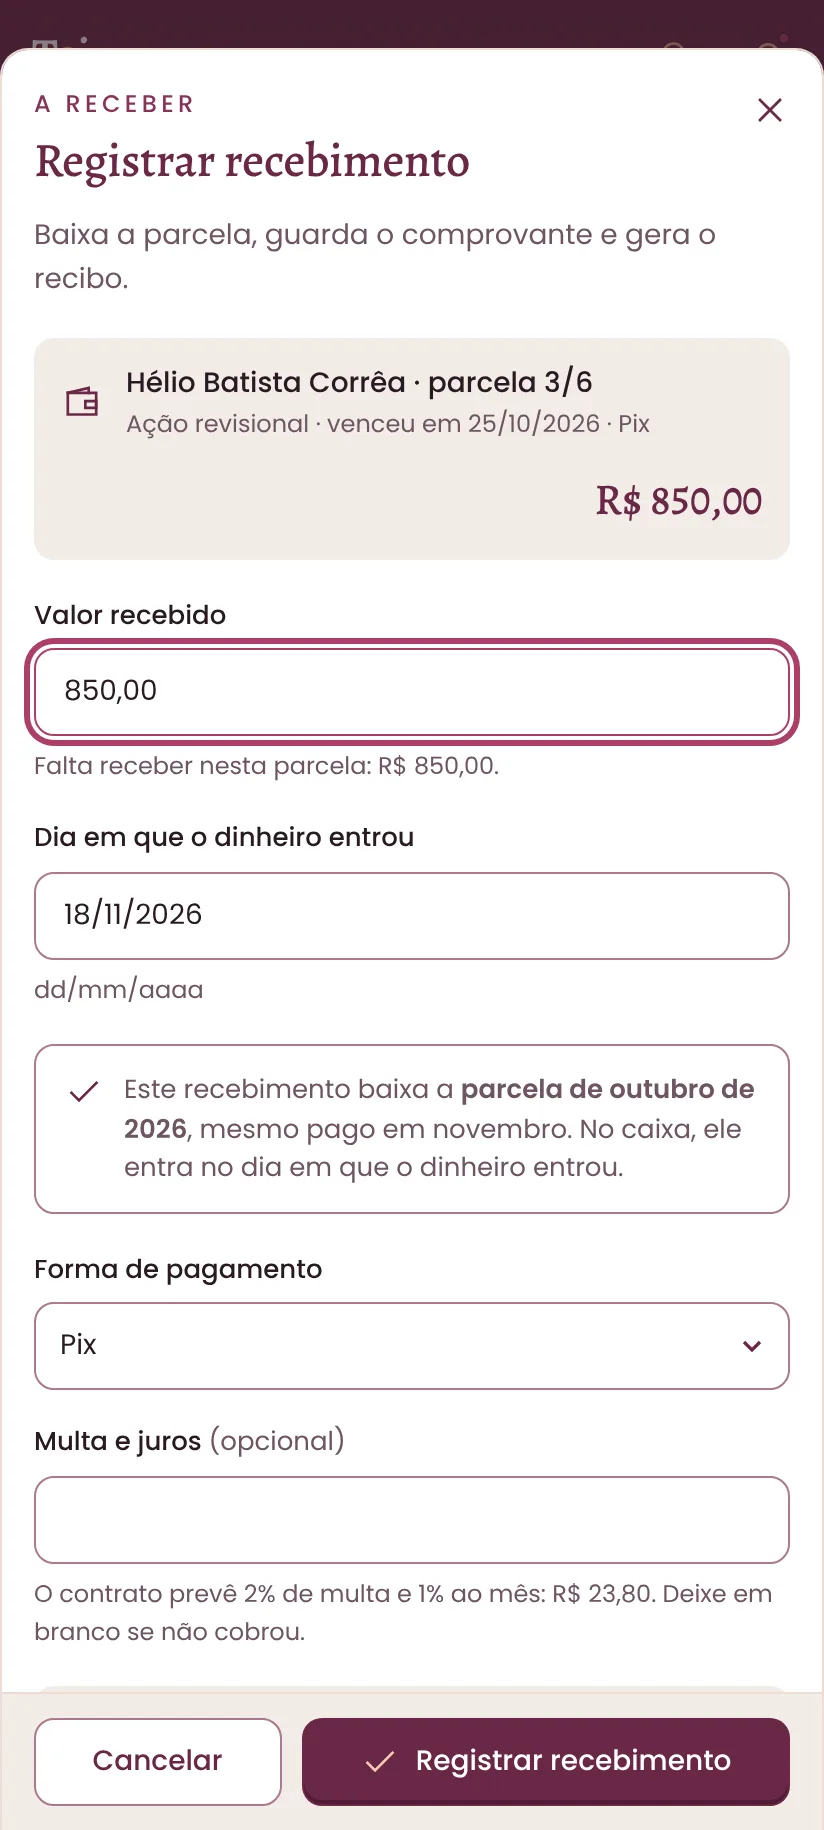 A RECEBER
Registrar recebimento
Baixa a parcela, guarda o comprovante e gera o
recibo.
Hélio Batista Corrêa · parcela 3/6
Ação revisional · venceu em 25/10/2026 · Pix
R$ 850,00
Valor recebido
850,00
Falta receber nesta parcela: R$ 850,00.
Dia em que o dinheiro entrou
18/11/2026
dd/mm/aaaa
Este recebimento baixa a parcela de outubro de
2026, mesmo pago em novembro. No caixa, ele
entra no dia em que o dinheiro entrou.
Forma de pagamento
Pix
Multa e juros (opcional)
O contrato prevê 2% de multa e 1% ao mês: R$ 23,80. Deixe em
branco se não cobrou.
Cancelar
Registrar recebimento